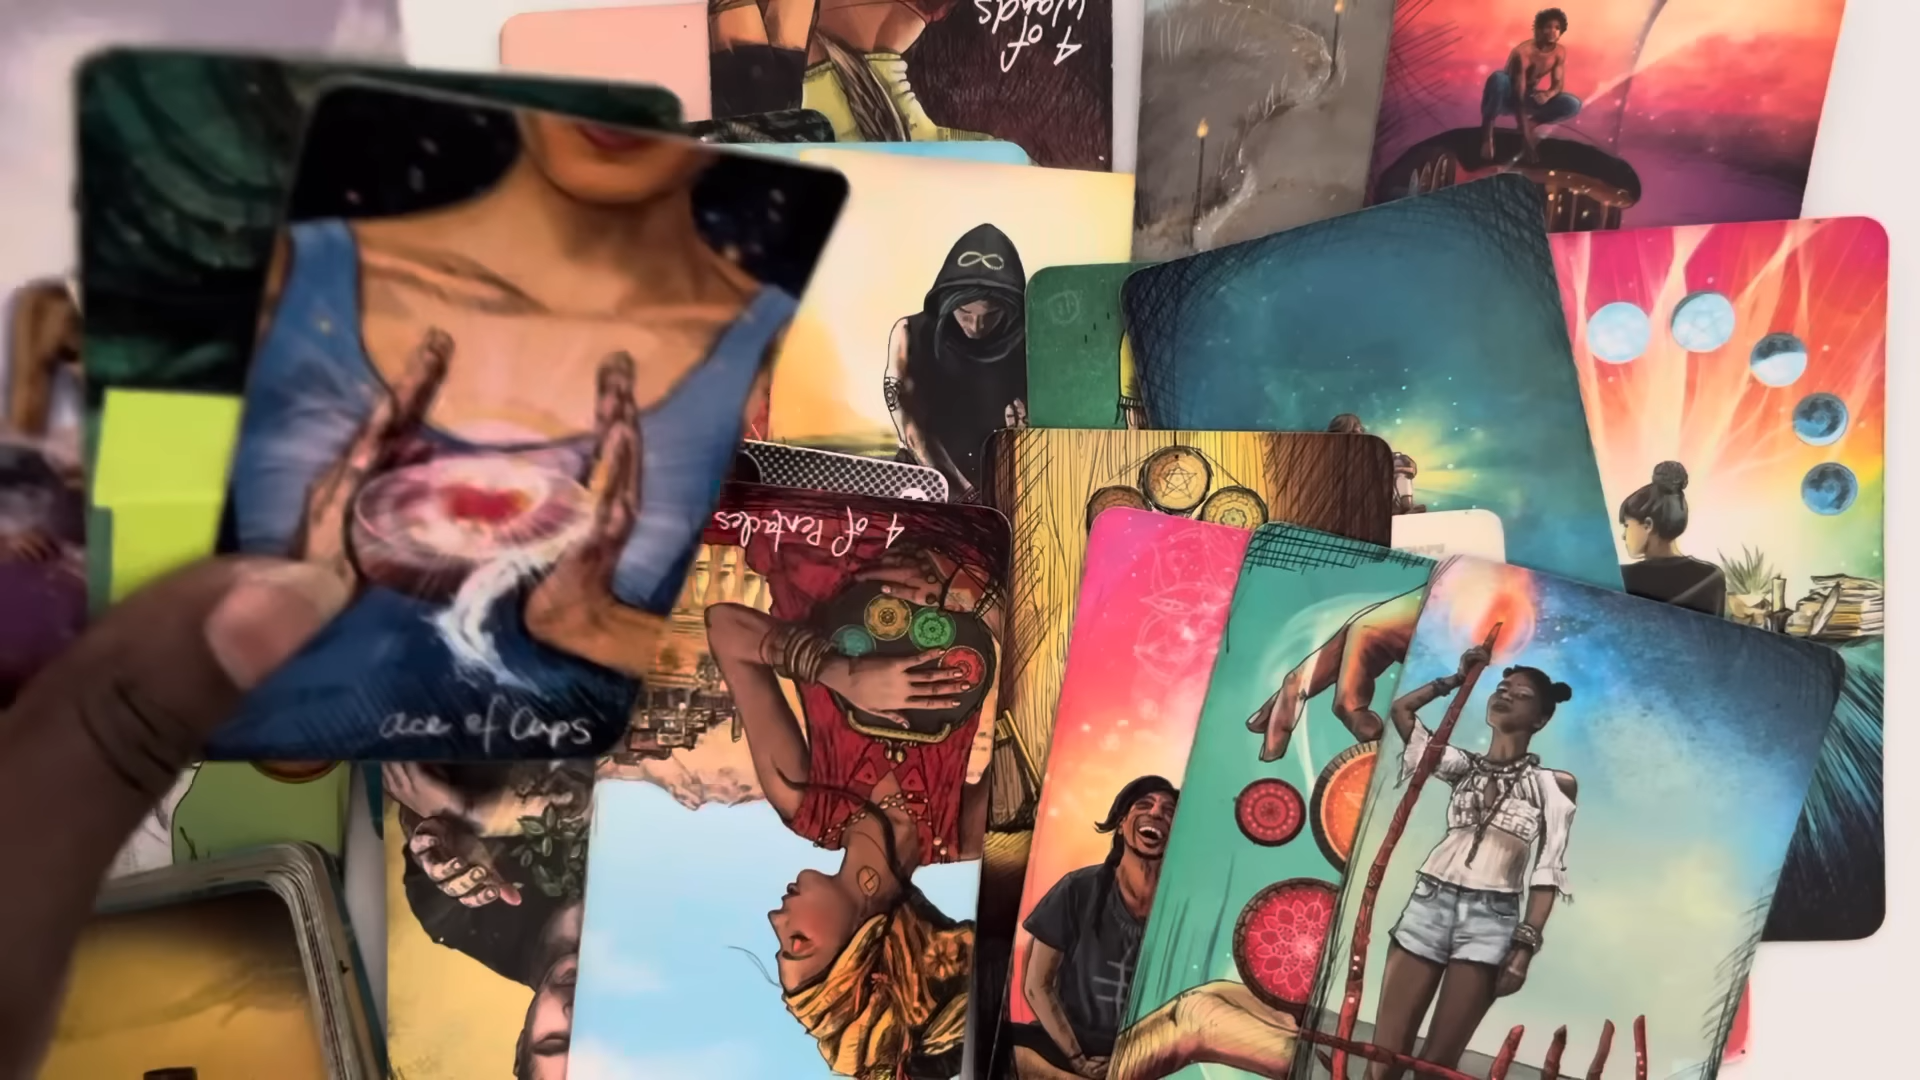 4 of
Wands
4 of Pentacles
ace of Cups